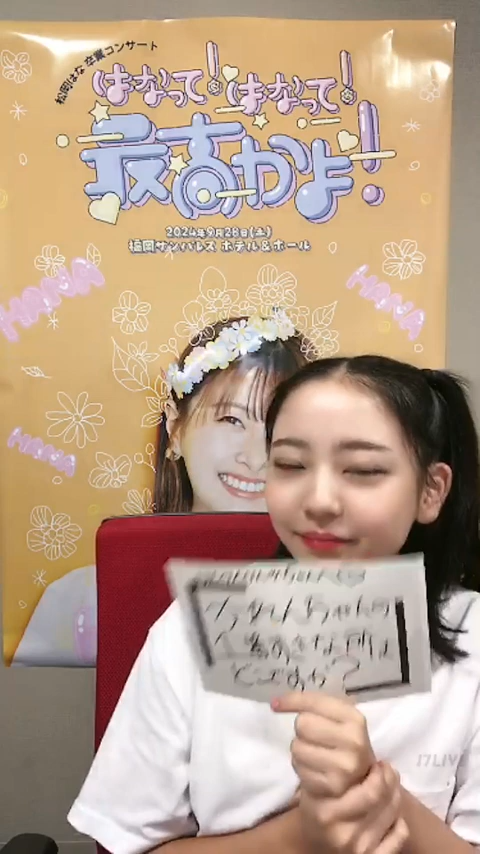 松岡はな 卒業コンサート
はなって！はなって！
最高かよ！
2024年9月28日(土)
福岡サンパレス ホテル&ホール
HANA
HANA
HANA
ちゃんの
好きな所は
どこですか？
17LIVE